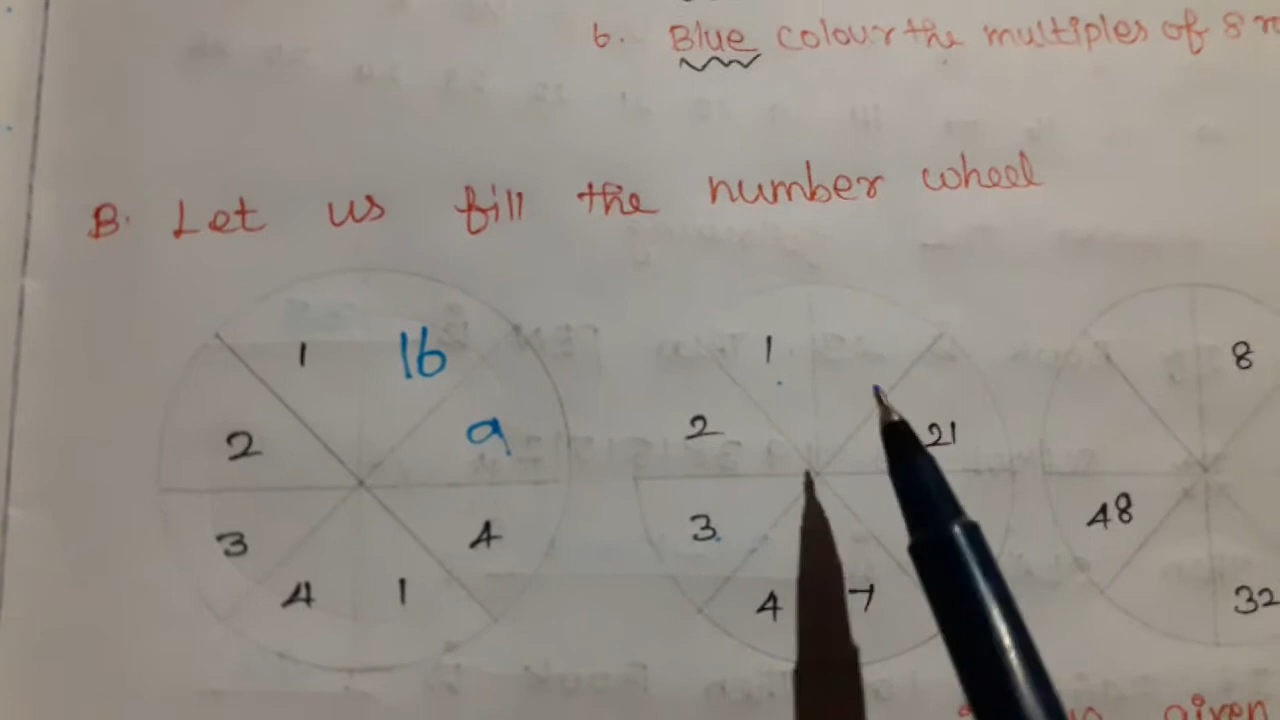 6. Blue colour the multiples of 8
B. Let us fill the number wheel
1 16 1 8
2 9 2 21
3 4 3 48
4 1 4 7 32
given